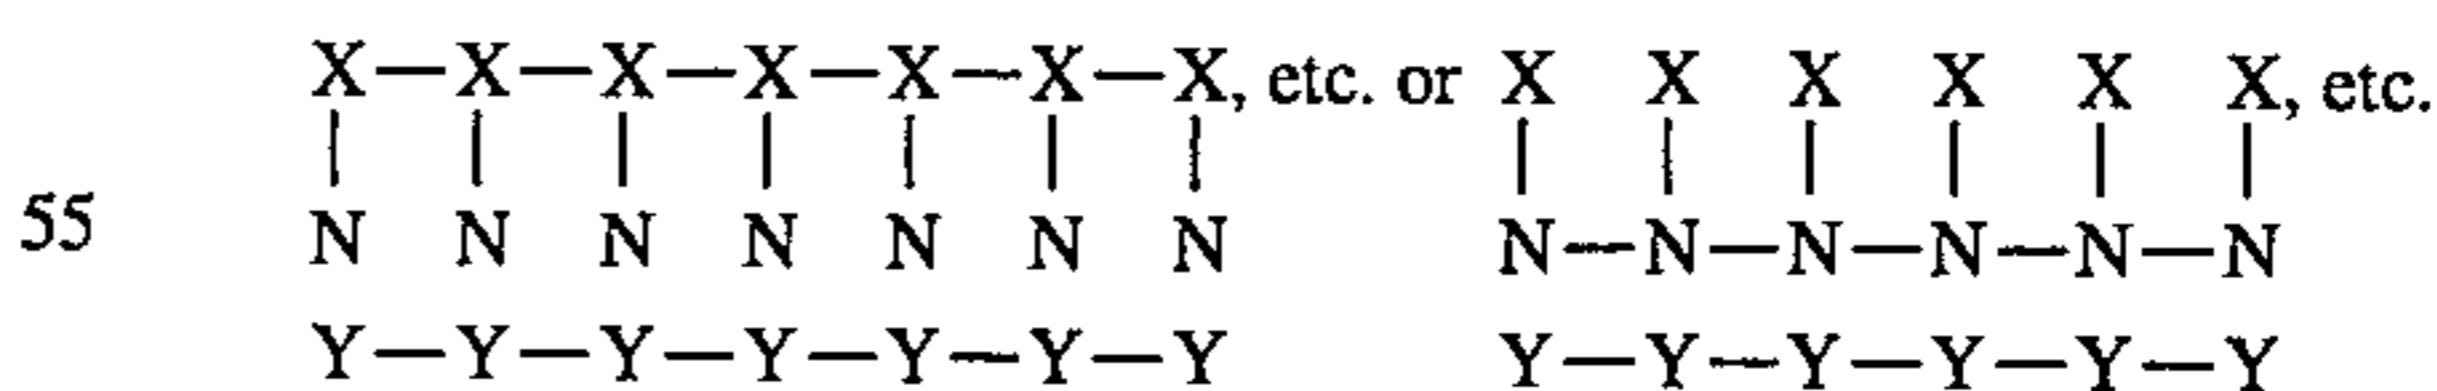 X—X—X—X—X—X—X, etc. or X X X X X X, etc.
| | | | | | | | | | | | |
55 N N N N N N N N—N—N—N—N—N
Y—Y—Y—Y—Y—Y—Y Y—Y—Y—Y—Y—Y